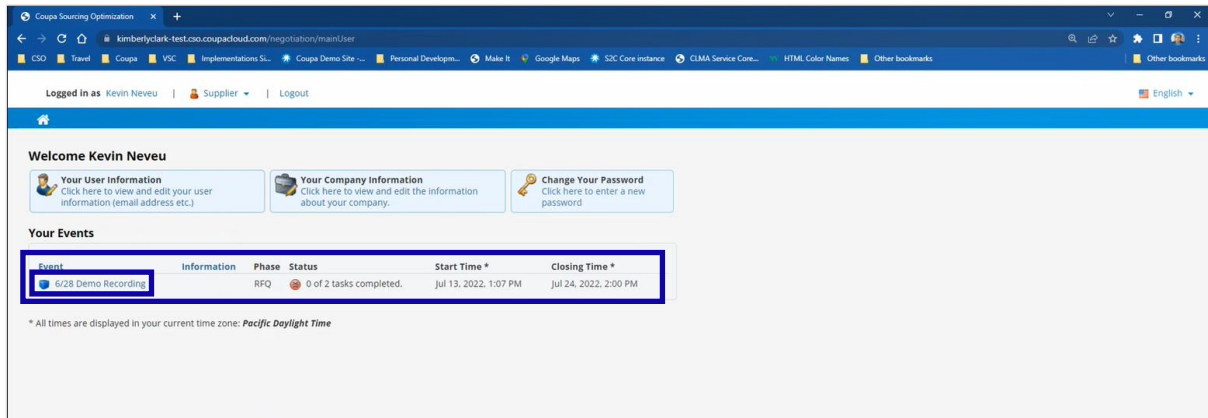 Coupa Sourcing Optimization
kimberlyclark-test.cso.coupacloud.com/negotiation/mainUser
CSO Travel Coupa VSC Implementations Si... Coupa Demo Site -... Personal Developm... Make It Google Maps S2C Core instance CLMA Service Core... HTML Color Names Other bookmarks Other bookmarks
Logged in as Kevin Neveu | Supplier | Logout English
Welcome Kevin Neveu
Your User Information
Click here to view and edit your user
information (email address etc.)
Your Company Information
Click here to view and edit the information
about your company.
Change Your Password
Click here to enter a new
password
Your Events
Event Information Phase Status Start Time * Closing Time *
6/28 Demo Recording RFQ 0 of 2 tasks completed. Jul 13, 2022, 1:07 PM Jul 24, 2022, 2:00 PM
* All times are displayed in your current time zone: Pacific Daylight Time